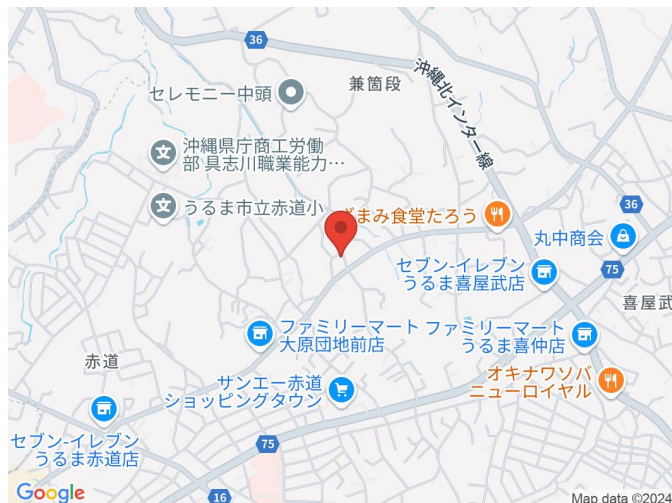 36
兼箇段
沖縄北インター線
セレモニー中頭
沖縄県庁商工労働
部 具志川職業能力…
うるま市立赤道小
ざまみ食堂たろう
36
丸中商会
セブン-イレブン
うるま喜屋武店
75
喜屋武
ファミリーマート
大原団地前店
ファミリーマート
うるま喜仲店
赤道
サンエー赤道
ショッピングタウン
オキナワソバ
ニューロイヤル
セブン-イレブン
うるま赤道店
75
16
Google
Map data ©2024